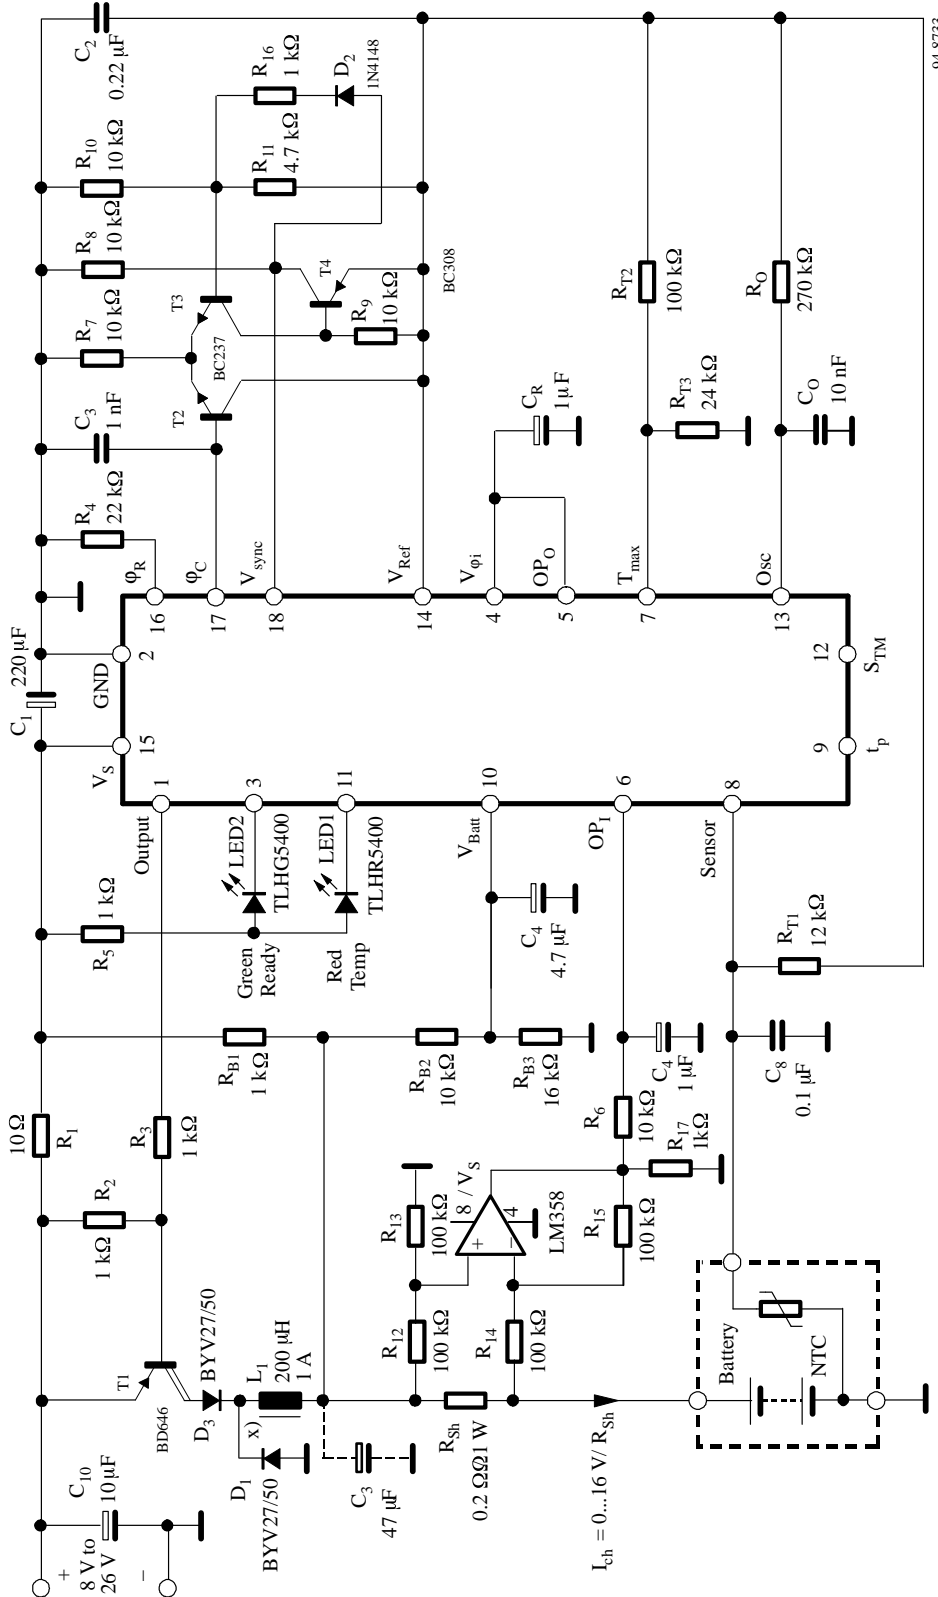 C2
0.22 μF
R10
10 kΩ
R16
1 kΩ
D2
1N4148
R11
4.7 kΩ
R8
10 kΩ
T4
BC308
R7
10 kΩ
T3
BC237
T2
R9
10 kΩ
C3
1 nF
R4
22 kΩ
CR
1 μF
RT2
100 kΩ
RT3
24 kΩ
RO
270 kΩ
CO
10 nF
94 8733
φR
16
φC
17
Vsync
18
VRef
14
Vφi
4
OPO
5
Tmax
7
Osc
13
220 μF
C1
GND
2
VS
15
12
STM
9
tp
Output
1
3
11
VBatt
10
OPI
6
Sensor
8
R5
1 kΩ
LED2
TLHG5400
Green
Ready
LED1
TLHR5400
Red
Temp
C4
4.7 μF
RT1
12 kΩ
RB1
1 kΩ
RB2
10 kΩ
RB3
16 kΩ
C4
1 μF
C8
0.1 μF
10 Ω
R1
R3
1 kΩ
R2
1 kΩ
R6
10 kΩ
R17
1kΩ
R13
100 kΩ
8 / VS
+
−
4
LM358
R15
100 kΩ
T1
BD646
D3
BYV27/50
L1
200 μH
1 A
x)
D1
BYV27/50
C3
47 μF
R12
100 kΩ
R14
100 kΩ
RSh
0.2 ΩΩ1 W
Ich = 0...16 V/ RSh
Battery
NTC
C10
10 μF
+
8 V to
26 V
−